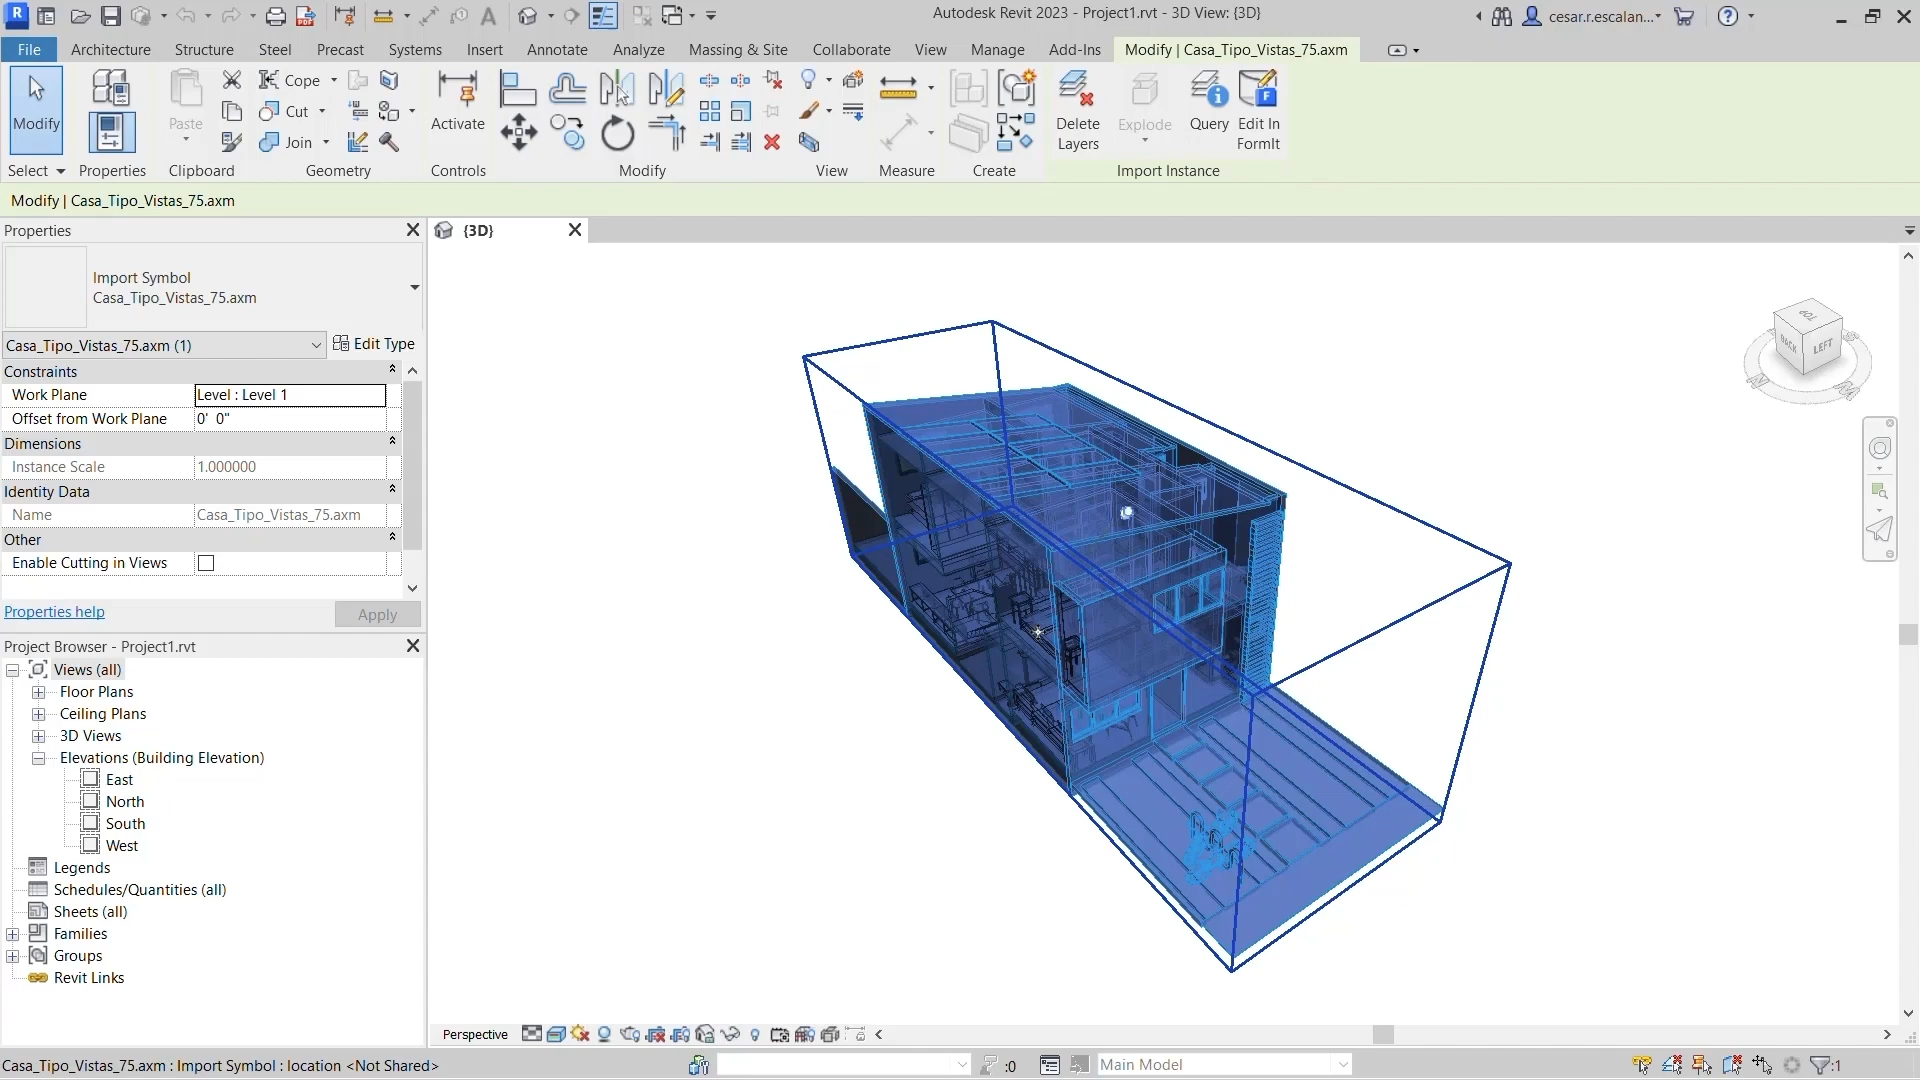 Autodesk Revit 2023 - Project1.rvt - 3D View: {3D}
cesar.r.escalan...
File
Architecture
Structure
Steel
Precast
Systems
Insert
Annotate
Analyze
Massing & Site
Collaborate
View
Manage
Add-Ins
Modify | Casa_Tipo_Vistas_75.axm
Modify
Paste
Cope
Cut
Join
Activate
Delete
Layers
Explode
Query
Edit In
FormIt
Select
Properties
Clipboard
Geometry
Controls
Modify
View
Measure
Create
Import Instance
Modify | Casa_Tipo_Vistas_75.axm
Properties
{3D}
Import Symbol
Casa_Tipo_Vistas_75.axm
Casa_Tipo_Vistas_75.axm (1)
Edit Type
Constraints
Work Plane
Level : Level 1
Offset from Work Plane
0'  0"
Dimensions
Instance Scale
1.000000
Identity Data
Name
Casa_Tipo_Vistas_75.axm
Other
Enable Cutting in Views
Properties help
Apply
Project Browser - Project1.rvt
Views (all)
Floor Plans
Ceiling Plans
3D Views
Elevations (Building Elevation)
East
North
South
West
Legends
Schedules/Quantities (all)
Sheets (all)
Families
Groups
Revit Links
TOP
BACK
LEFT
Perspective
Casa_Tipo_Vistas_75.axm : Import Symbol : location <Not Shared>
:0
Main Model
:1